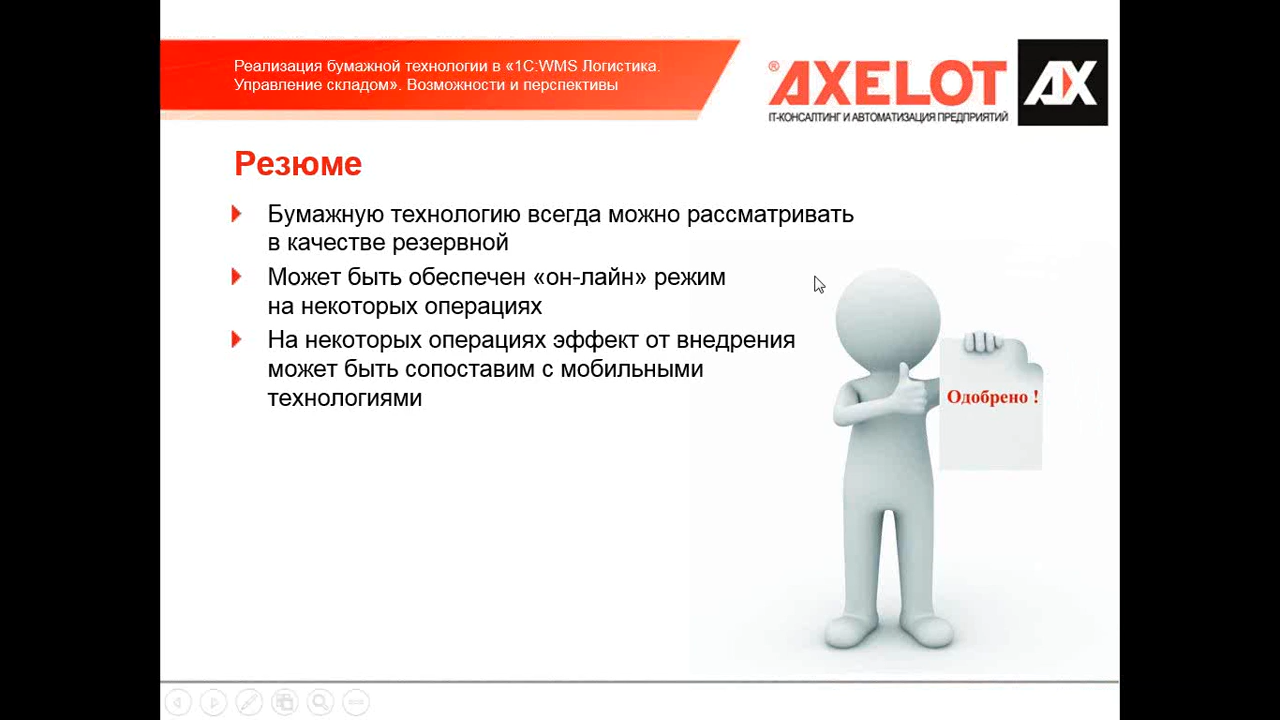 Реализация бумажной технологии в «1С:WMS Логистика.
Управление складом». Возможности и перспективы
® AXELOT AX
IT-КОНСАЛТИНГ И АВТОМАТИЗАЦИЯ ПРЕДПРИЯТИЙ
Резюме
Бумажную технологию всегда можно рассматривать
в качестве резервной
Может быть обеспечен «он-лайн» режим
на некоторых операциях
На некоторых операциях эффект от внедрения
может быть сопоставим с мобильными
технологиями
Одобрено !